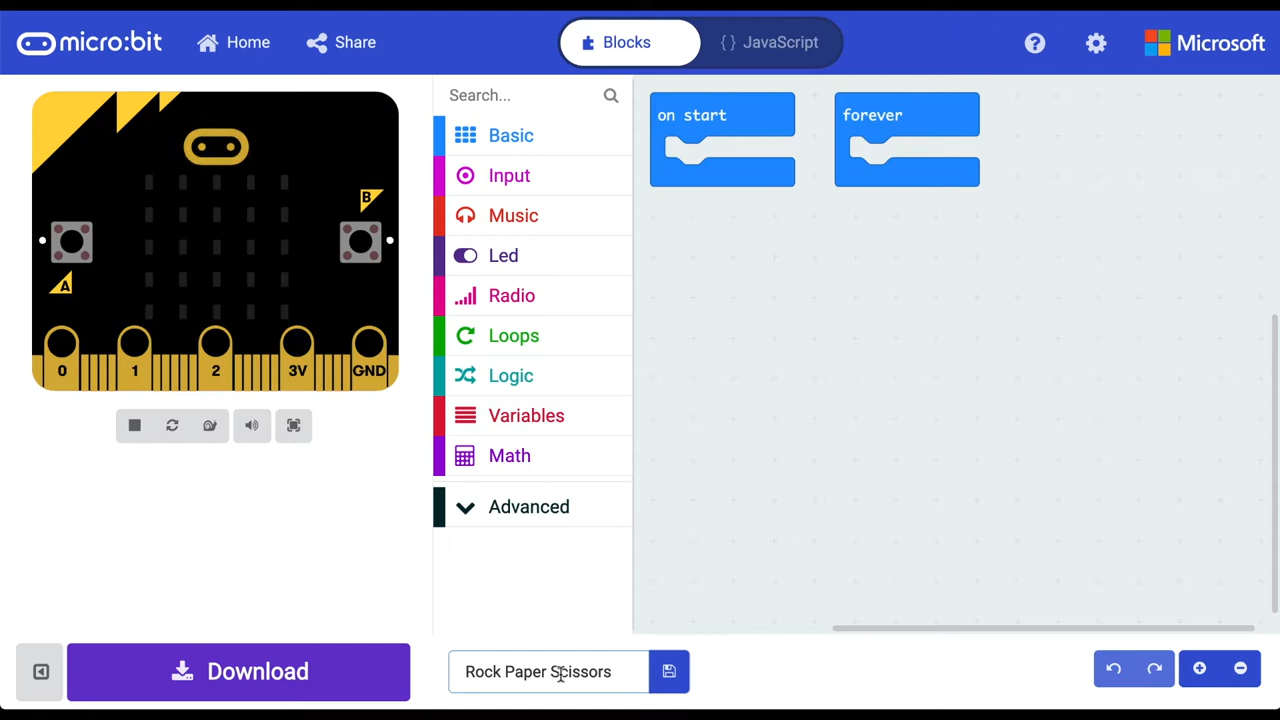 micro:bit
Home
Share
Blocks
{ } JavaScript
Microsoft
B
A
0
1
2
3V
GND
Search...
Basic
Input
Music
Led
Radio
Loops
Logic
Variables
Math
Advanced
on start
forever
Download
Rock Paper Scissors